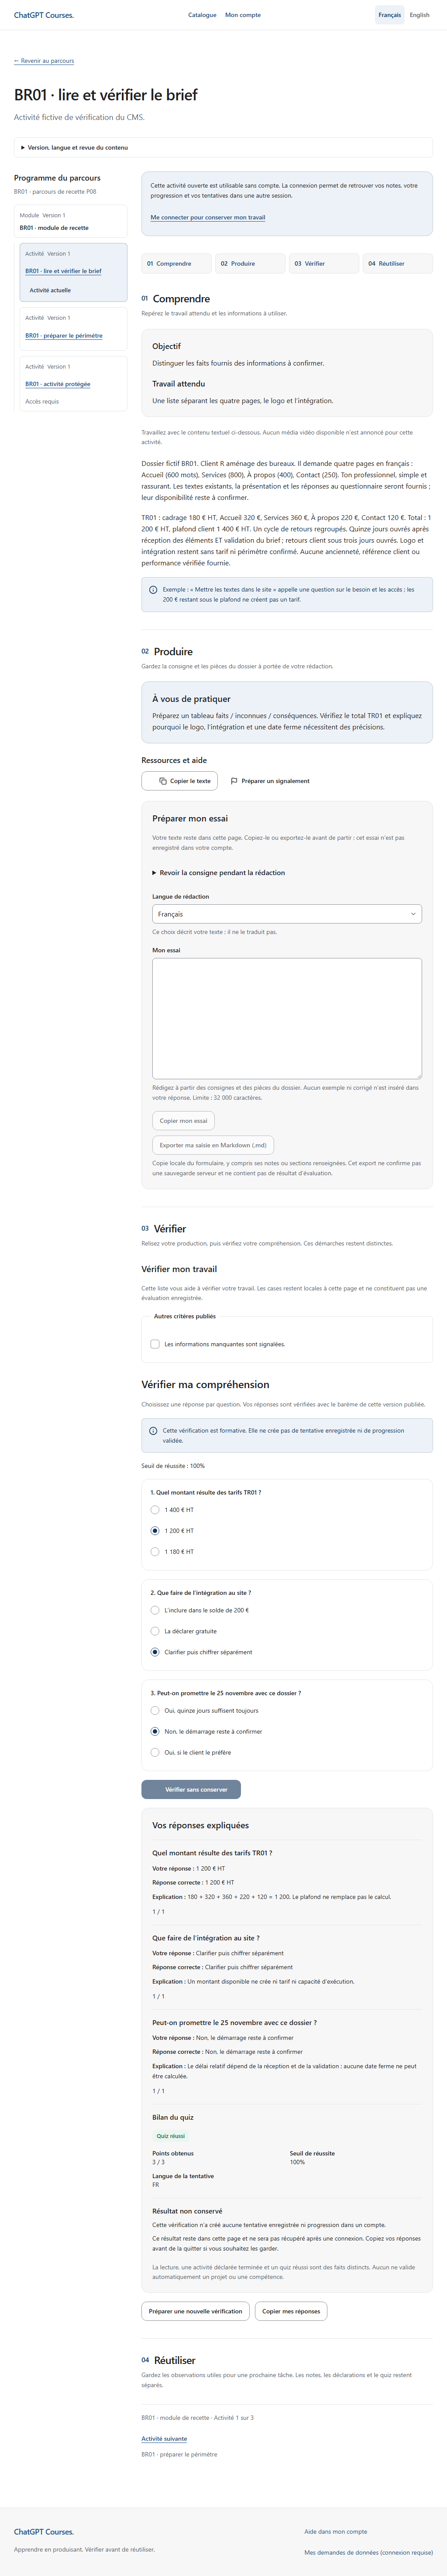 ChatGPT Courses.
Catalogue
Mon compte
Français
English
← Revenir au parcours
BR01 · lire et vérifier le brief
Activité fictive de vérification du CMS.
Version, langue et revue du contenu
Programme du parcours
BR01 · parcours de recette P08
Module Version 1
BR01 · module de recette
Activité Version 1
BR01 · lire et vérifier le brief
Activité actuelle
Activité Version 1
BR01 · préparer le périmètre
Activité Version 1
BR01 · activité protégée
Accès requis
Cette activité ouverte est utilisable sans compte. La connexion permet de retrouver vos notes, votre
progression et vos tentatives dans une autre session.
Me connecter pour conserver mon travail
01 Comprendre
02 Produire
03 Vérifier
04 Réutiliser
01 Comprendre
Repérez le travail attendu et les informations à utiliser.
Objectif
Distinguer les faits fournis des informations à confirmer.
Travail attendu
Une liste séparant les quatre pages, le logo et l'intégration.
Travaillez avec le contenu textuel ci-dessous. Aucun média vidéo disponible n'est annoncé pour cette
activité.
Dossier fictif BR01. Client R aménage des bureaux. Il demande quatre pages en français :
Accueil (600 mots), Services (800), À propos (400), Contact (250). Ton professionnel, simple et
rassurant. Les textes existants, la présentation et les réponses au questionnaire seront fournis ;
leur disponibilité reste à confirmer.
TR01 : cadrage 180 € HT, Accueil 320 €, Services 360 €, À propos 220 €, Contact 120 €. Total : 1
200 € HT, plafond client 1 400 € HT. Un cycle de retours regroupés. Quinze jours ouvrés après
réception des éléments ET validation du brief ; retours client sous trois jours ouvrés. Logo et
intégration restent sans tarif ni périmètre confirmé. Aucune ancienneté, référence client ou
performance vérifiée fournie.
Exemple : « Mettre les textes dans le site » appelle une question sur le besoin et les accès ; les
200 € restant sous le plafond ne créent pas un tarif.
02 Produire
Gardez la consigne et les pièces du dossier à portée de votre rédaction.
À vous de pratiquer
Préparez un tableau faits / inconnues / conséquences. Vérifiez le total TR01 et expliquez
pourquoi le logo, l'intégration et une date ferme nécessitent des précisions.
Ressources et aide
Copier le texte
Préparer un signalement
Préparer mon essai
Votre texte reste dans cette page. Copiez-le ou exportez-le avant de partir : cet essai n'est pas
enregistré dans votre compte.
Revoir la consigne pendant la rédaction
Langue de rédaction
Français
Ce choix décrit votre texte ; il ne le traduit pas.
Mon essai
Rédigez à partir des consignes et des pièces du dossier. Aucun exemple ni corrigé n'est inséré dans
votre réponse. Limite : 32 000 caractères.
Copier mon essai
Exporter ma saisie en Markdown (.md)
Copie locale du formulaire, y compris ses notes ou sections renseignées. Cet export ne confirme pas
une sauvegarde serveur et ne contient pas de résultat d'évaluation.
03 Vérifier
Relisez votre production, puis vérifiez votre compréhension. Ces démarches restent distinctes.
Vérifier mon travail
Cette liste vous aide à vérifier votre travail. Les cases restent locales à cette page et ne constituent pas une
évaluation enregistrée.
Autres critères publiés
Les informations manquantes sont signalées.
Vérifier ma compréhension
Choisissez une réponse par question. Vos réponses sont vérifiées avec le barème de cette version publiée.
Cette vérification est formative. Elle ne crée pas de tentative enregistrée ni de progression
validée.
Seuil de réussite : 100%
1. Quel montant résulte des tarifs TR01 ?
1 400 € HT
1 200 € HT
1 180 € HT
2. Que faire de l'intégration au site ?
L'inclure dans le solde de 200 €
La déclarer gratuite
Clarifier puis chiffrer séparément
3. Peut-on promettre le 25 novembre avec ce dossier ?
Oui, quinze jours suffisent toujours
Non, le démarrage reste à confirmer
Oui, si le client le préfère
Vérifier sans conserver
Vos réponses expliquées
Quel montant résulte des tarifs TR01 ?
Votre réponse : 1 200 € HT
Réponse correcte : 1 200 € HT
Explication : 180 + 320 + 360 + 220 + 120 = 1 200. Le plafond ne remplace pas le calcul.
1 / 1
Que faire de l'intégration au site ?
Votre réponse : Clarifier puis chiffrer séparément
Réponse correcte : Clarifier puis chiffrer séparément
Explication : Un montant disponible ne crée ni tarif ni capacité d'exécution.
1 / 1
Peut-on promettre le 25 novembre avec ce dossier ?
Votre réponse : Non, le démarrage reste à confirmer
Réponse correcte : Non, le démarrage reste à confirmer
Explication : Le délai relatif dépend de la réception et de la validation : aucune date ferme ne peut
être calculée.
1 / 1
Bilan du quiz
Quiz réussi
Points obtenus
3 / 3
Seuil de réussite
100%
Langue de la tentative
FR
Résultat non conservé
Cette vérification n'a créé aucune tentative enregistrée ni progression dans un compte.
Ce résultat reste dans cette page et ne sera pas récupéré après une connexion. Copiez vos réponses
avant de la quitter si vous souhaitez les garder.
La lecture, une activité déclarée terminée et un quiz réussi sont des faits distincts. Aucun ne valide
automatiquement un projet ou une compétence.
Préparer une nouvelle vérification
Copier mes réponses
04 Réutiliser
Gardez les observations utiles pour une prochaine tâche. Les notes, les déclarations et le quiz restent
séparés.
BR01 · module de recette · Activité 1 sur 3
Activité suivante
BR01 · préparer le périmètre
ChatGPT Courses.
Apprendre en produisant. Vérifier avant de réutiliser.
Aide dans mon compte
Mes demandes de données (connexion requise)